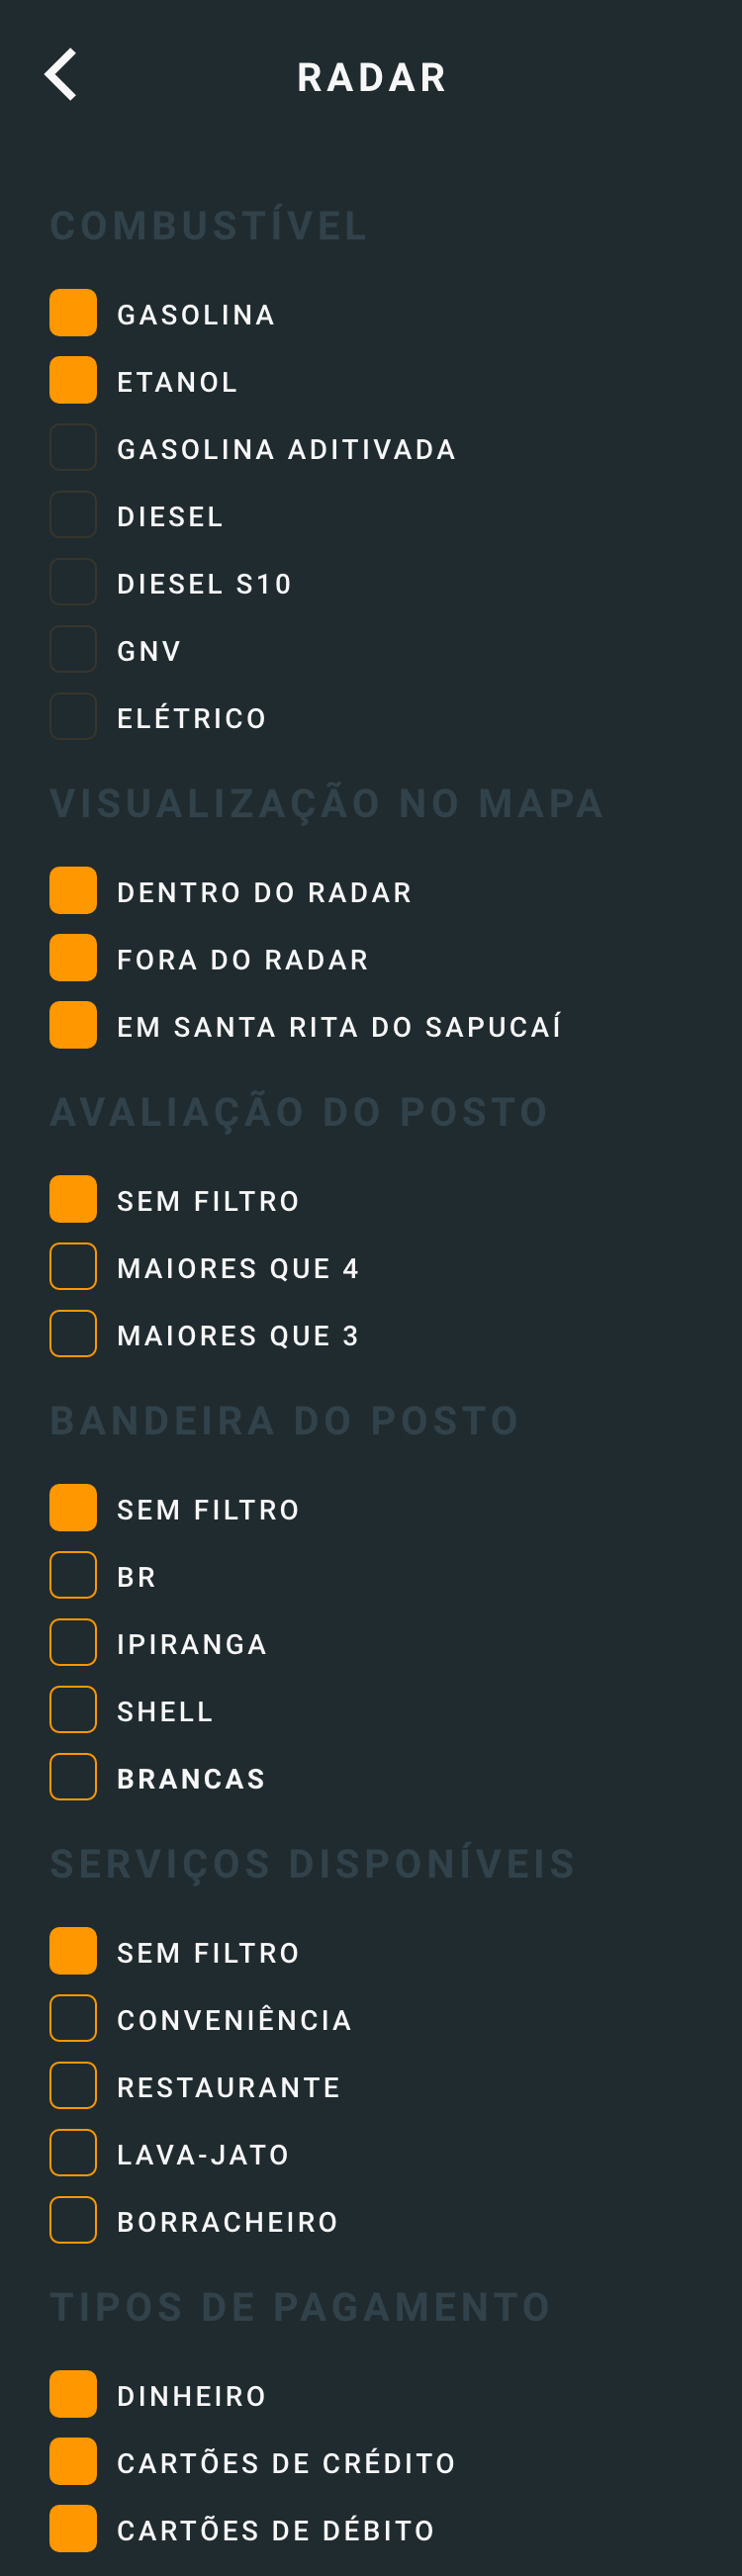 RADAR
COMBUSTÍVEL
GASOLINA
ETANOL
GASOLINA ADITIVADA
DIESEL
DIESEL S10
GNV
ELÉTRICO
VISUALIZAÇÃO NO MAPA
DENTRO DO RADAR
FORA DO RADAR
EM SANTA RITA DO SAPUCAÍ
AVALIAÇÃO DO POSTO
SEM FILTRO
MAIORES QUE 4
MAIORES QUE 3
BANDEIRA DO POSTO
SEM FILTRO
BR
IPIRANGA
SHELL
BRANCAS
SERVIÇOS DISPONÍVEIS
SEM FILTRO
CONVENIÊNCIA
RESTAURANTE
LAVA-JATO
BORRACHEIRO
TIPOS DE PAGAMENTO
DINHEIRO
CARTÕES DE CRÉDITO
CARTÕES DE DÉBITO